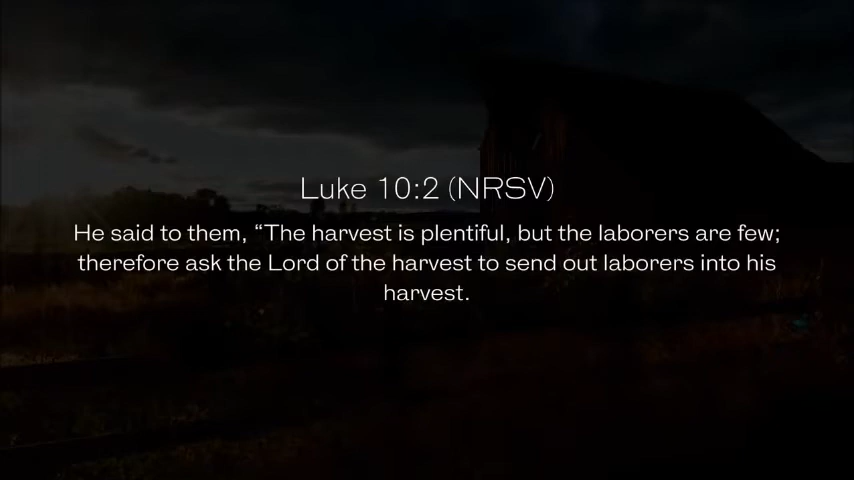 Luke 10:2 (NRSV)
He said to them, “The harvest is plentiful, but the laborers are few;
therefore ask the Lord of the harvest to send out laborers into his
harvest.